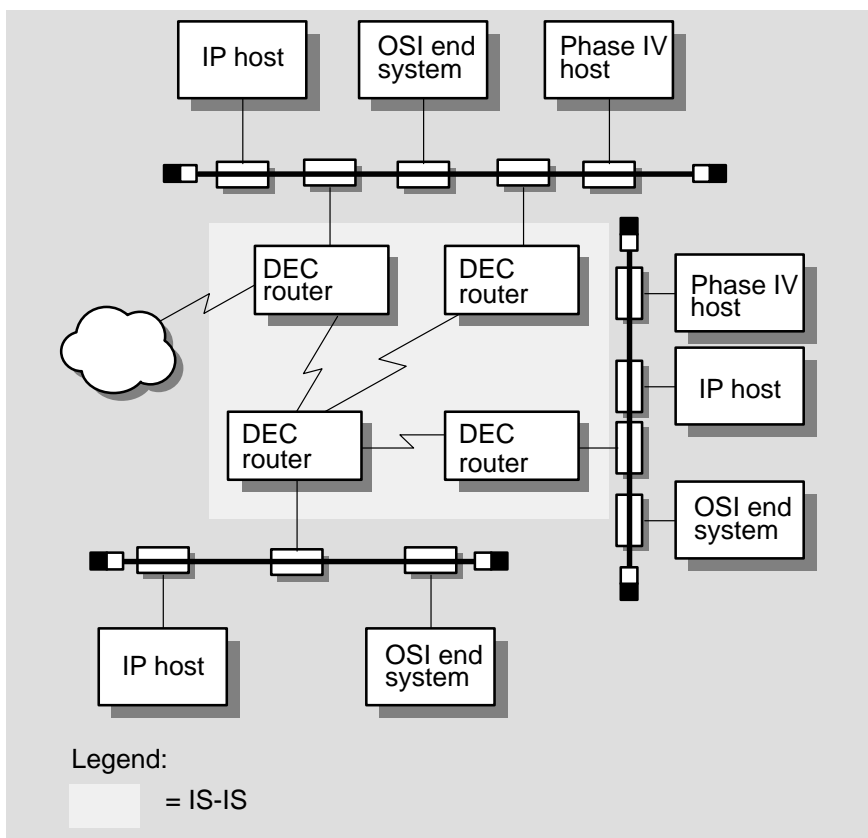 IP host
OSI end
system
Phase IV
host
DEC
router
DEC
router
Phase IV
host
IP host
DEC
router
DEC
router
OSI end
system
IP host
OSI end
system
Legend:
= IS-IS